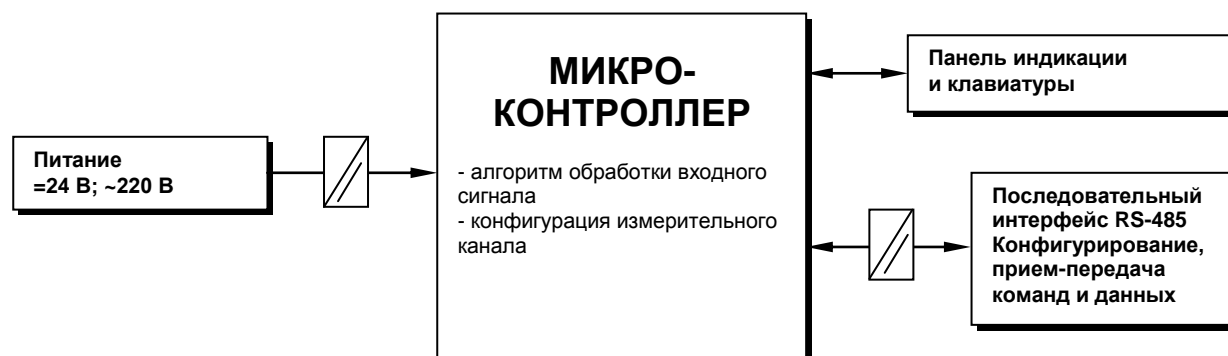 МИКРО-
КОНТРОЛЛЕР
- алгоритм обработки входного
сигнала
- конфигурация измерительного
канала
Питание
=24 В; ~220 В
Панель индикации
и клавиатуры
Последовательный
интерфейс RS-485
Конфигурирование,
прием-передача
команд и данных